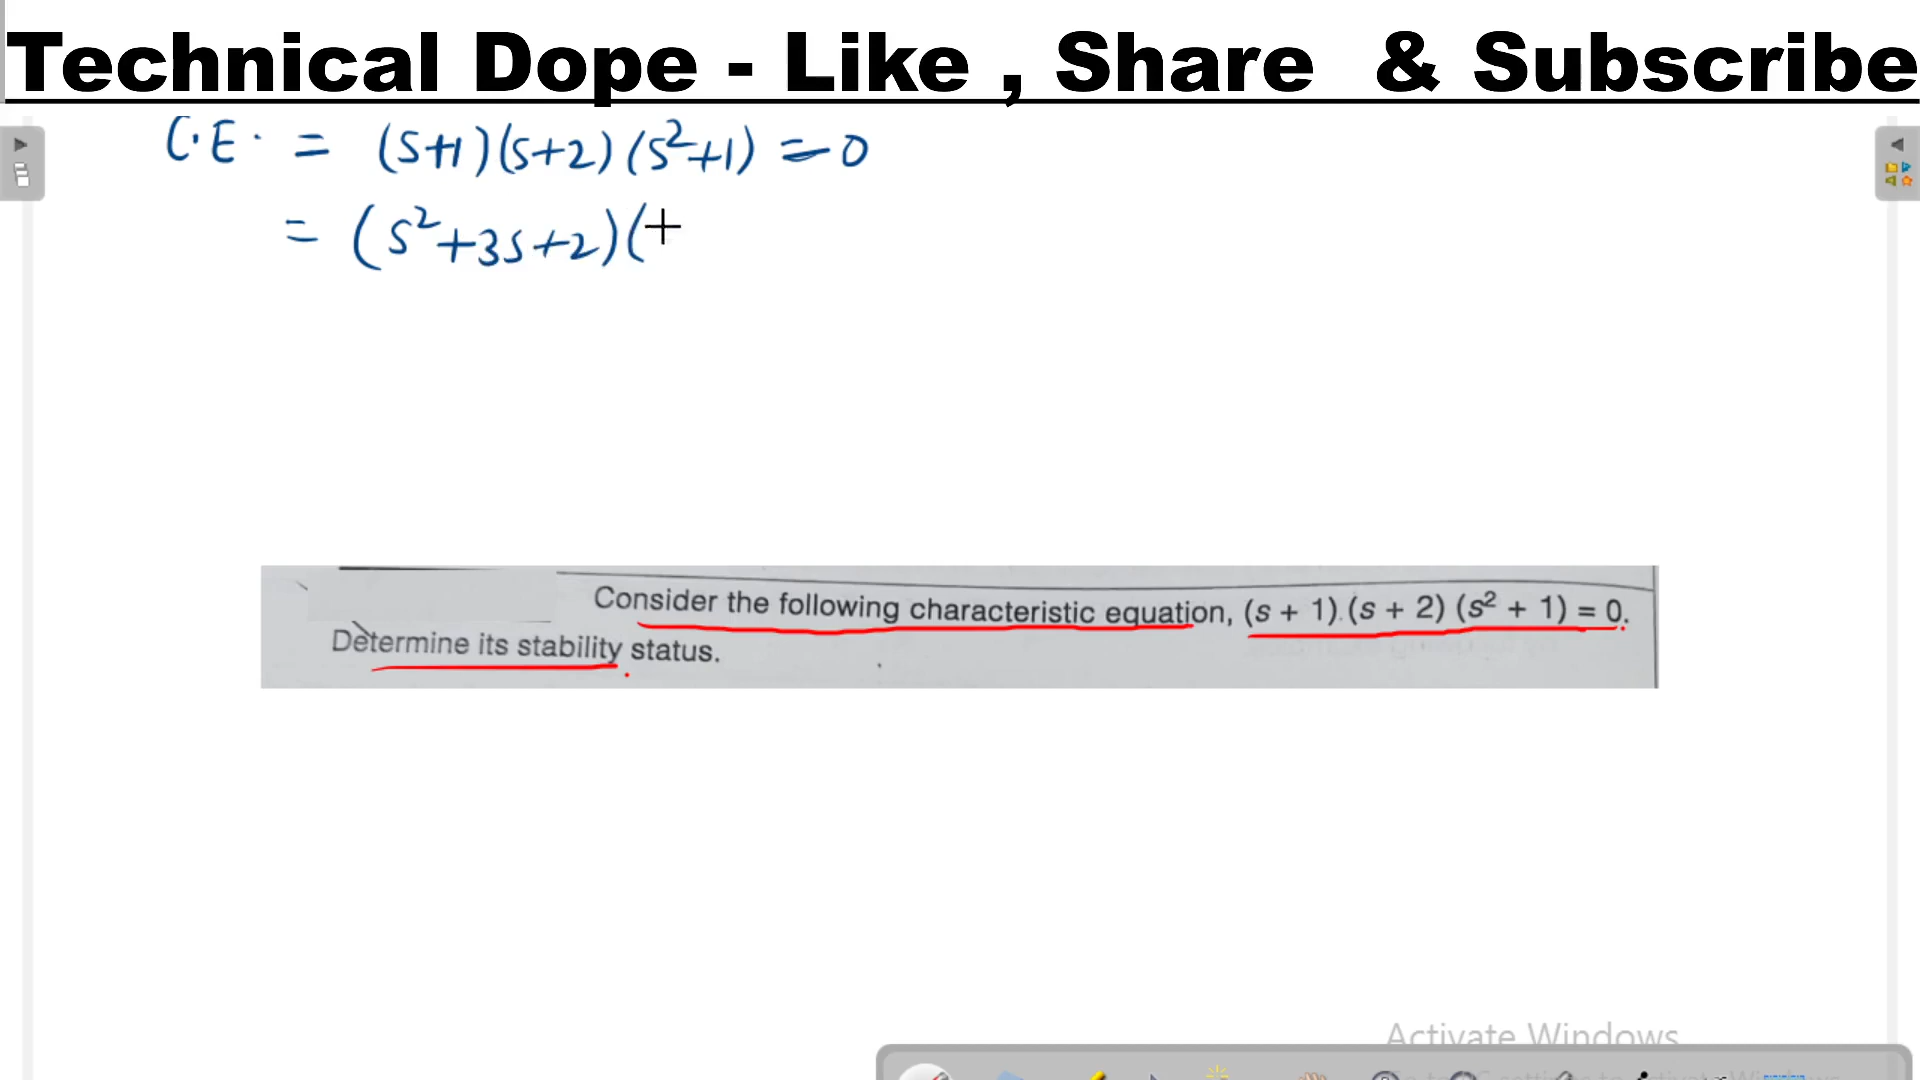 Technical Dope - Like , Share & Subscribe
C.E. = (s+1)(s+2)(s²+1) = 0
= (s²+3s+2)(
Consider the following characteristic equation, (s + 1) (s + 2) (s² + 1) = 0.
Determine its stability status.
Activate Windows